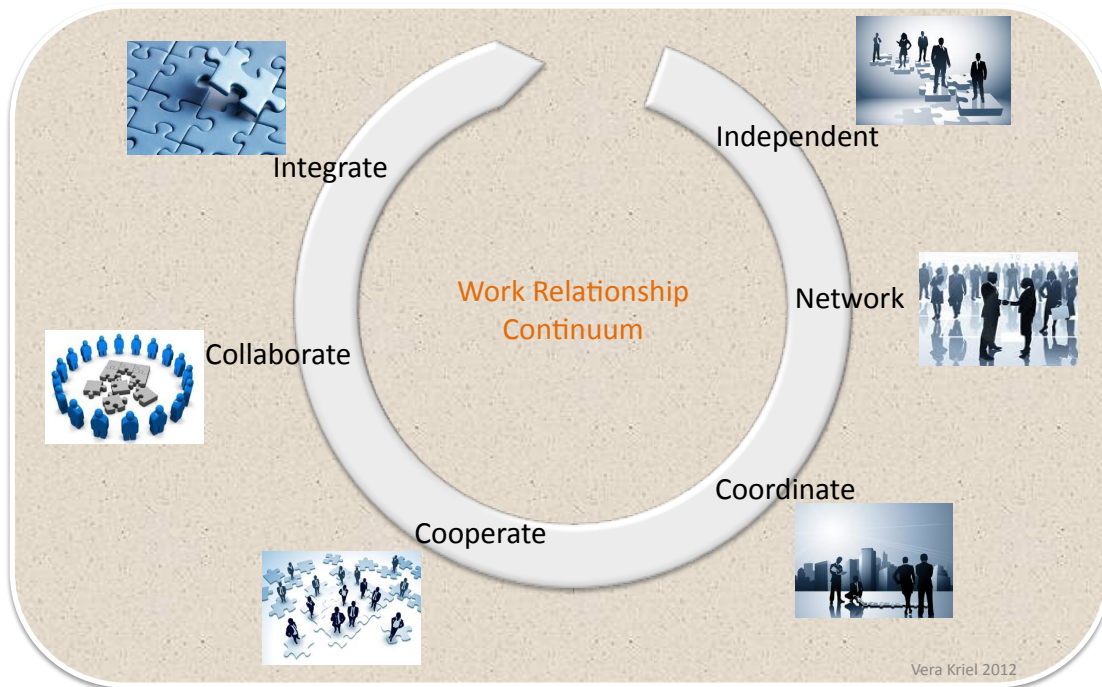 Work Relationship
Continuum
Independent
Network
Coordinate
Cooperate
Collaborate
Integrate
Vera Kriel 2012